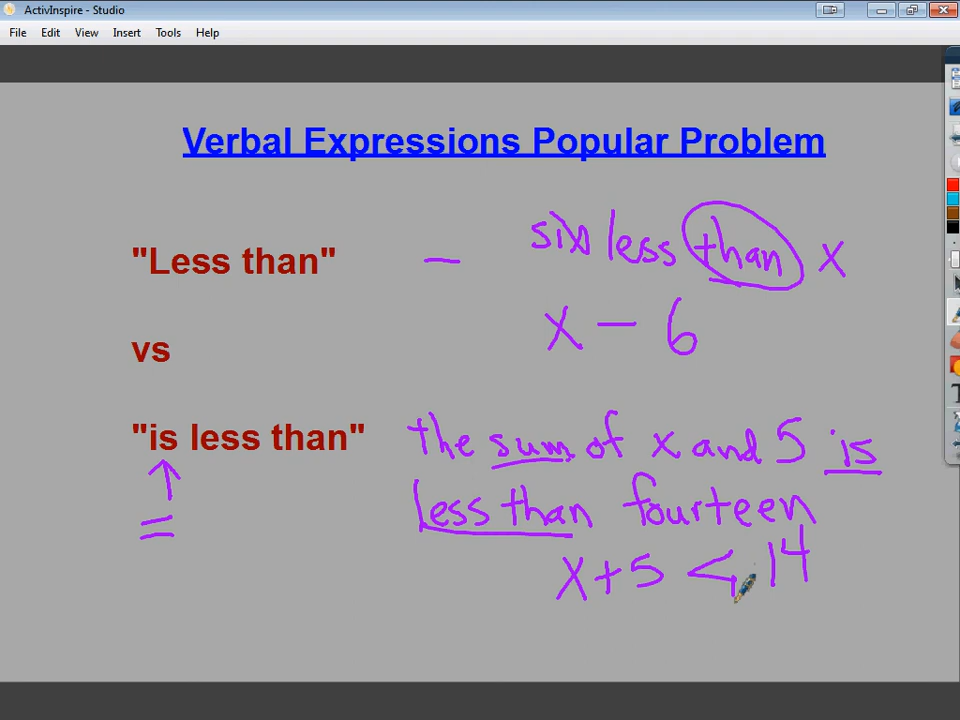 ActivInspire - Studio
File Edit View Insert Tools Help
Verbal Expressions Popular Problem
"Less than" – six less than x
x – 6
vs
"is less than" the sum of x and 5 is
less than fourteen
=
x+5 < 14